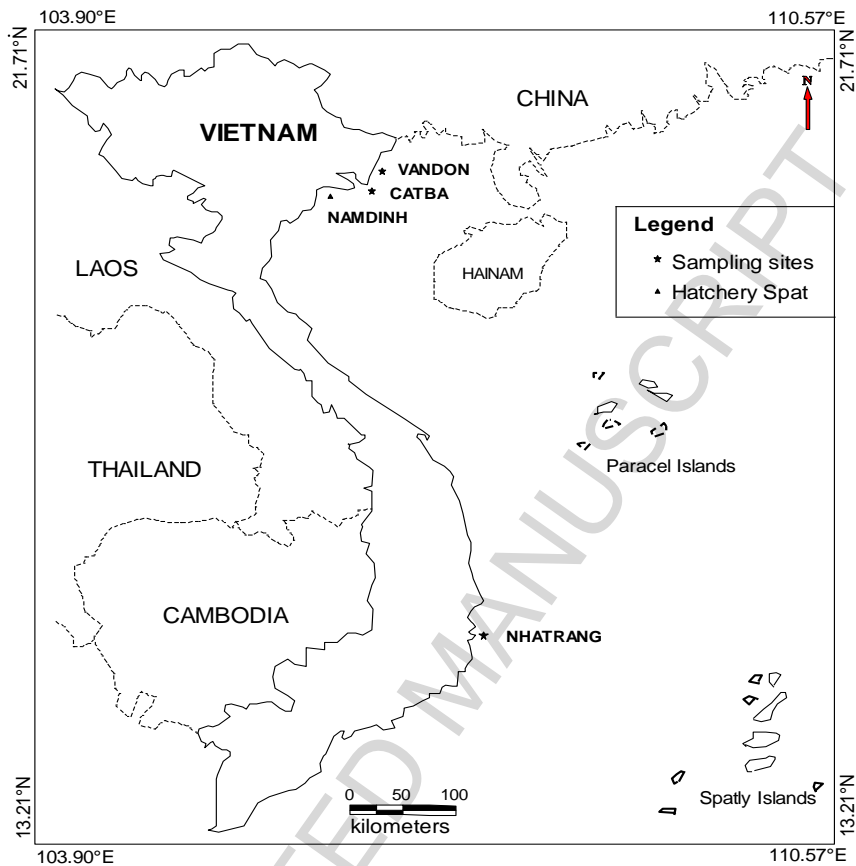 103.90°E
110.57°E
21.71°N
21.71°N
N
CHINA
VIETNAM
VANDON
CATBA
NAMDINH
Legend
Sampling sites
Hatchery Spat
LAOS
HAINAM
THAILAND
Paracel Islands
CAMBODIA
NHATRANG
Spatly Islands
0 50 100
kilometers
13.21°N
13.21°N
103.90°E
110.57°E
TED MANUSCRIPT